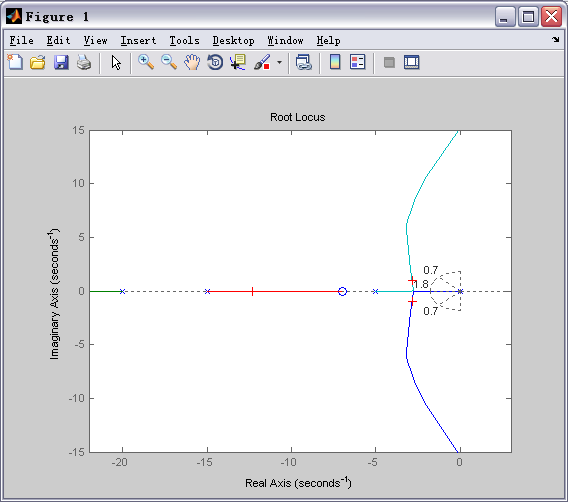 Figure 1
File Edit View Insert Tools Desktop Window Help
Root Locus
15
10
5
0
-5
-10
-15
Imaginary Axis (seconds-1)
0.7
1.8
0.7
-20 -15 -10 -5 0
Real Axis (seconds-1)